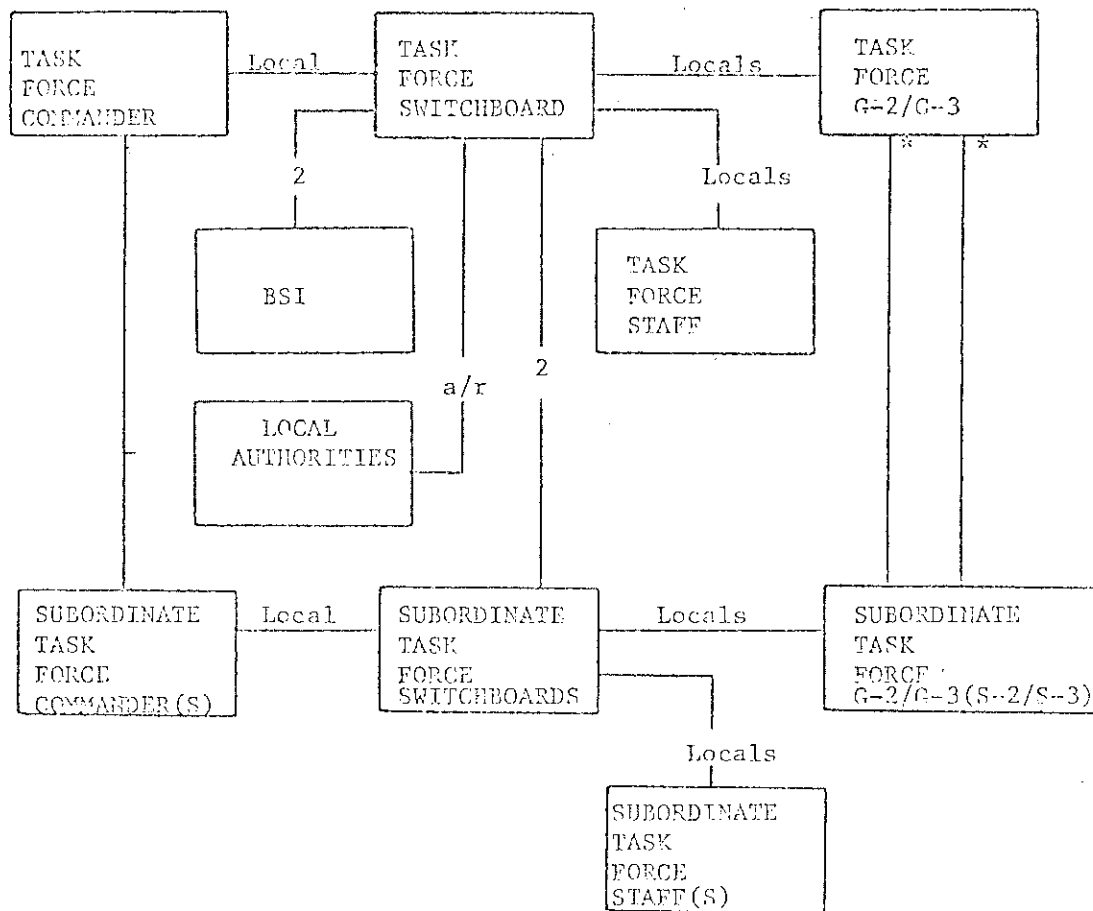 TASK
FORCE
COMMANDER
Local
TASK
FORCE
SWITCHBOARD
Locals
TASK
FORCE
G-2/G-3
* *
2
Locals
BSI
TASK
FORCE
STAFF
2
a/r
LOCAL
AUTHORITIES
SUBORDINATE
TASK
FORCE
COMMANDER(S)
Local
SUBORDINATE
TASK
FORCE
SWITCHBOARDS
Locals
SUBORDINATE
TASK
FORCE
G-2/G-3(S-2/S-3)
Locals
SUBORDINATE
TASK
FORCE
STAFF(S)